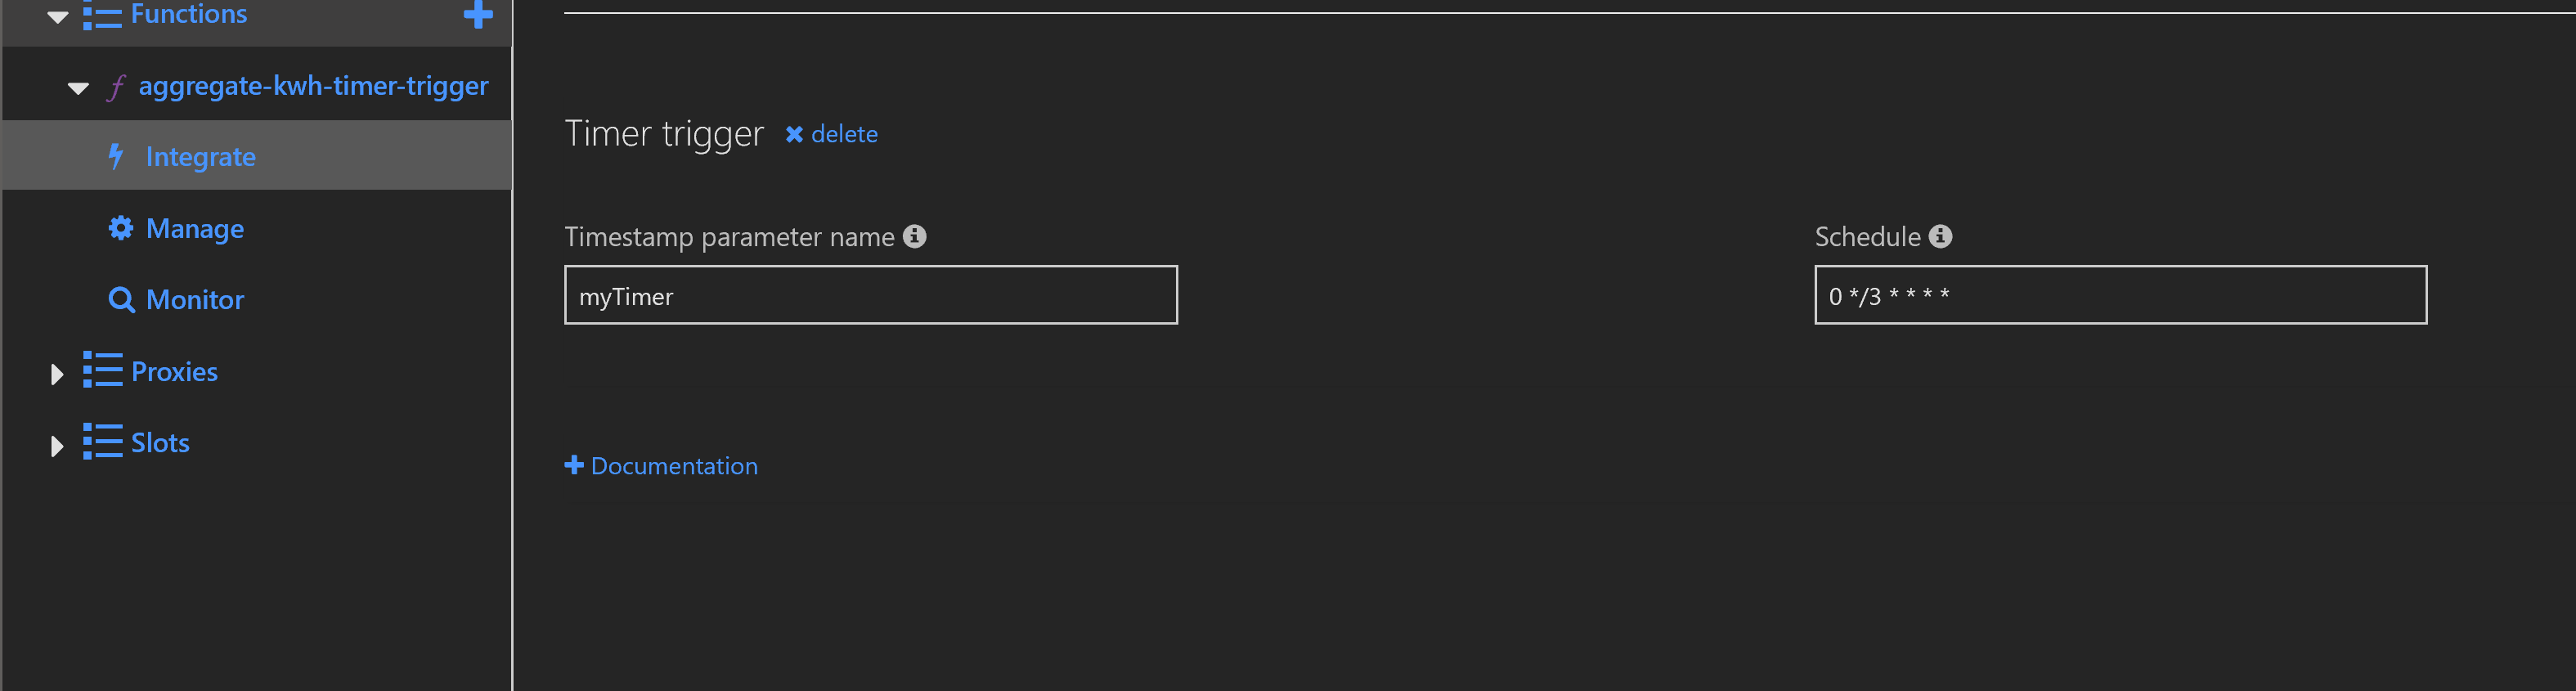 Functions
aggregate-kwh-timer-trigger
Integrate
Manage
Monitor
Proxies
Slots
Timer trigger delete
Timestamp parameter name
myTimer
Schedule
0 */3 * * * *
Documentation